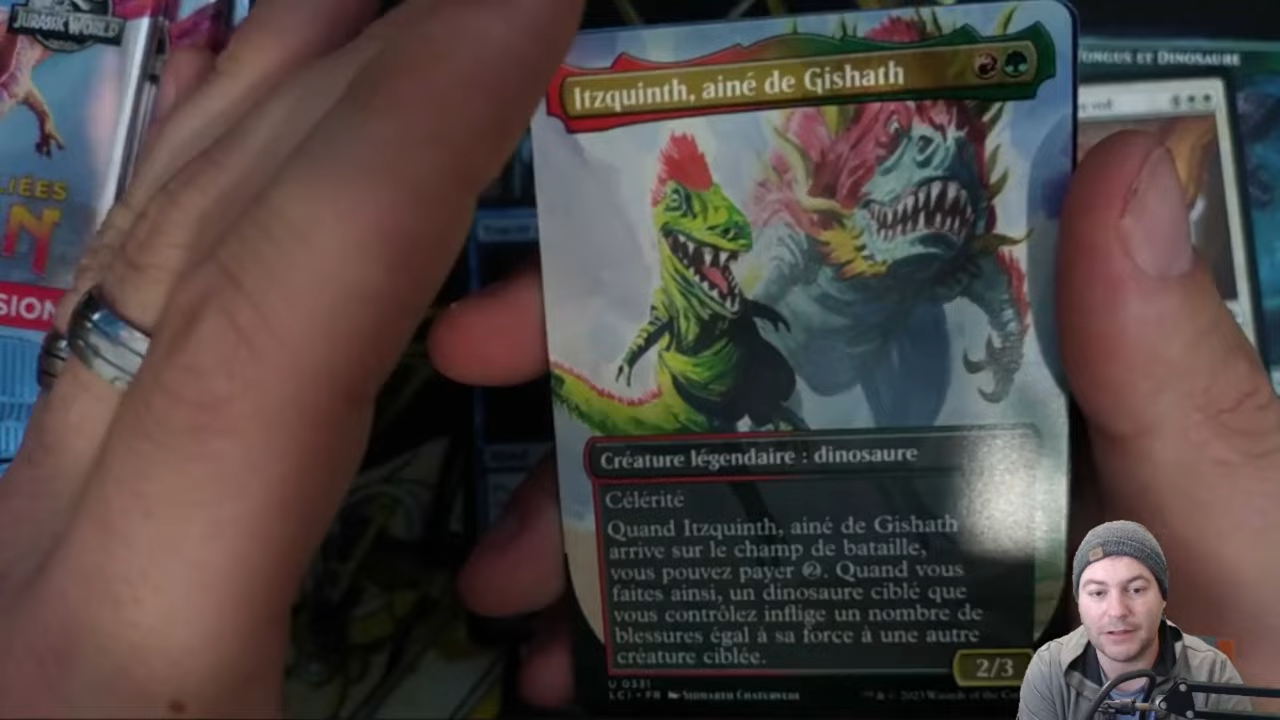 JURASSIC WORLD
LIÉES
N
SION
Itzquinth, ainé de Gishath
ONGUS ET DINOSAURE
Créature légendaire : dinosaure
Célérité
Quand Itzquinth, ainé de Gishath
arrive sur le champ de bataille,
vous pouvez payer ②. Quand vous
faites ainsi, un dinosaure ciblé que
vous contrôlez inflige un nombre de
blessures égal à sa force à une autre
créature ciblée.
2/3
U 0331
LCI • FR